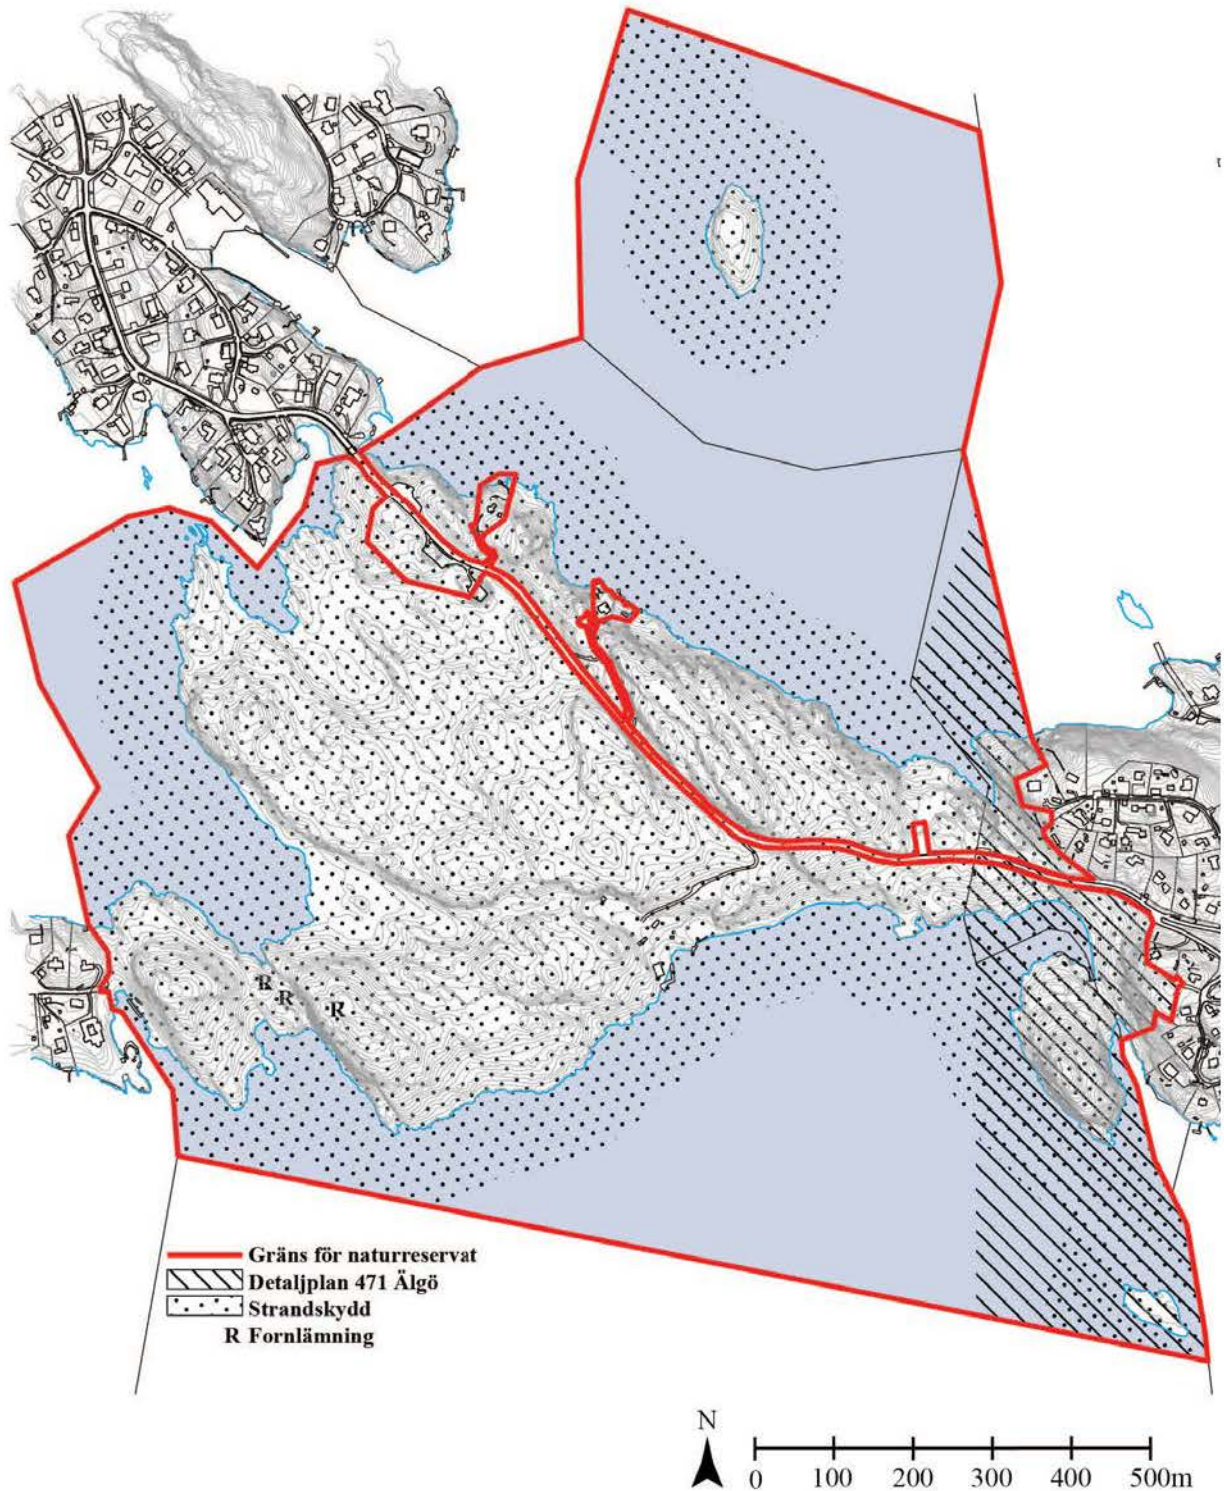 R
R
R
Gräns för naturreservat
Detaljplan 471 Älgö
Strandskydd
R Fornlämning
N
0 100 200 300 400 500m